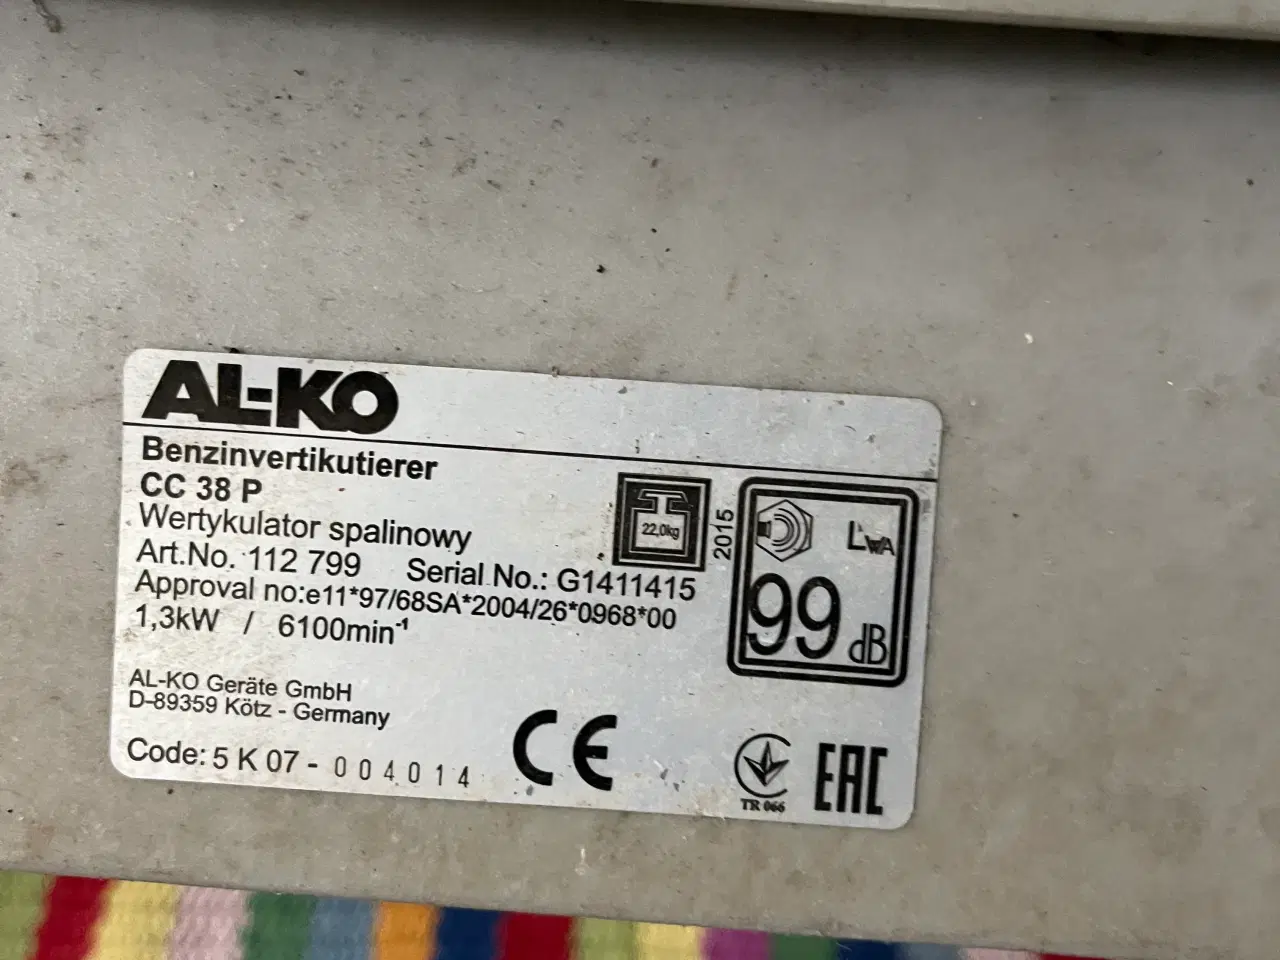 AL-KO
Benzinvertikutierer
CC 38 P
Wertykulator spalinowy
Art.No. 112 799 Serial No.: G1411415
Approval no:e11*97/68SA*2004/26*0968*00
1,3kW / 6100min⁻¹
22,0kg
2015
LWA
99 dB
AL-KO Geräte GmbH
D-89359 Kötz - Germany
Code: 5 K 07 - 004014
CE
TR 066
EAC